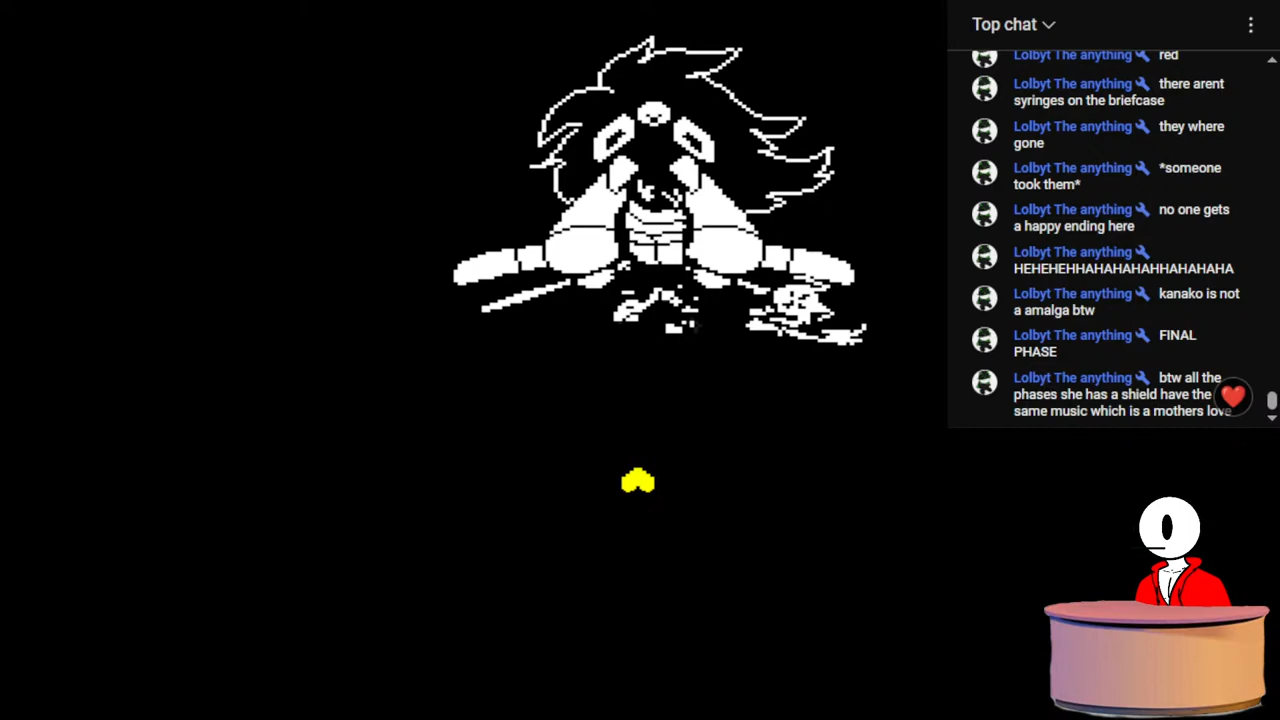 Top chat
Lolbyt The anything red
Lolbyt The anything there arent
syringes on the briefcase
Lolbyt The anything they where
gone
Lolbyt The anything *someone
took them*
Lolbyt The anything no one gets
a happy ending here
Lolbyt The anything
HEHEHEHHAHAHAHAHHAHAHAHA
Lolbyt The anything kanako is not
a amalga btw
Lolbyt The anything FINAL
PHASE
Lolbyt The anything btw all the
phases she has a shield have the
same music which is a mothers love